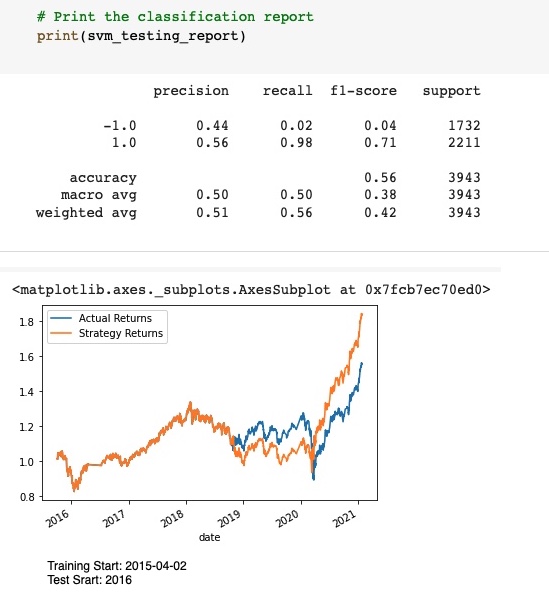 # Print the classification report
print(svm_testing_report)
precision recall f1-score support
-1.0 0.44 0.02 0.04 1732
1.0 0.56 0.98 0.71 2211
accuracy 0.56 3943
macro avg 0.50 0.50 0.38 3943
weighted avg 0.51 0.56 0.42 3943
<matplotlib.axes._subplots.AxesSubplot at 0x7fcb7ec70ed0>
Actual Returns
Strategy Returns
1.8
1.6
1.4
1.2
1.0
0.8
2016 2017 2018 2019 2020 2021
date
Training Start: 2015-04-02
Test Srart: 2016